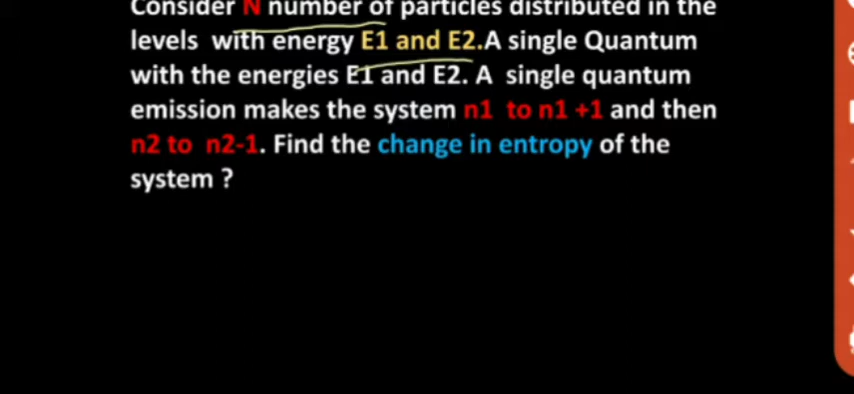 Consider N number of particles distributed in the
levels with energy E1 and E2.A single Quantum
with the energies E1 and E2. A single quantum
emission makes the system n1 to n1 +1 and then
n2 to n2-1. Find the change in entropy of the
system ?